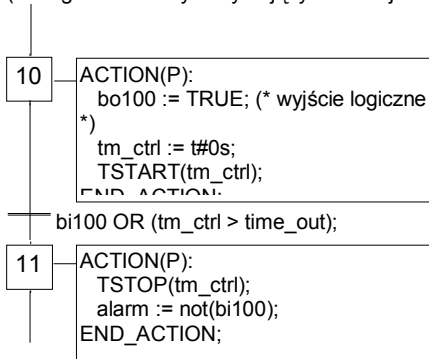 10
ACTION(P):
bo100 := TRUE; (* wyjście logiczne
*)
tm_ctrl := t#0s;
TSTART(tm_ctrl);
END_ACTION;
bi100 OR (tm_ctrl > time_out);
11
ACTION(P):
TSTOP(tm_ctrl);
alarm := not(bi100);
END_ACTION;